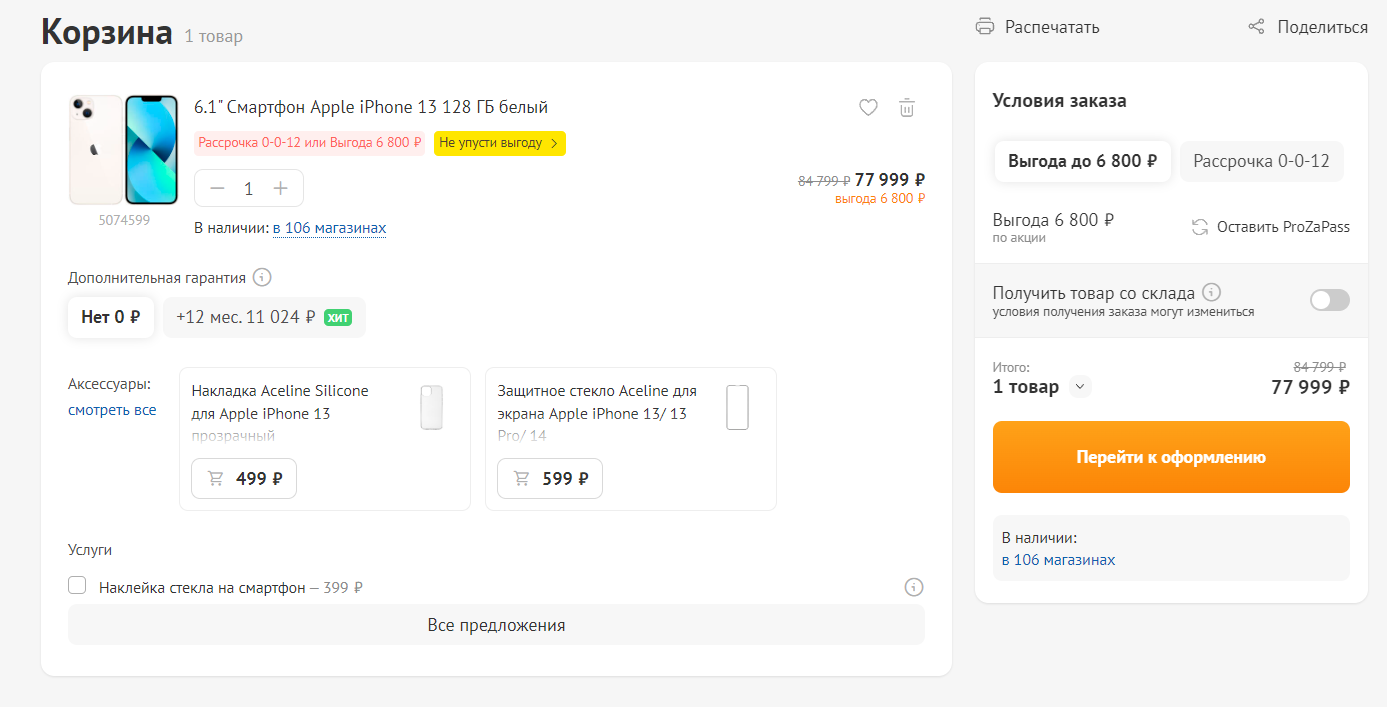 Корзина 1 товар
Распечатать
Поделиться
6.1" Смартфон Apple iPhone 13 128 ГБ белый
Рассрочка 0-0-12 или Выгода 6 800 ₽ Не упусти выгоду
1
84 799 ₽ 77 999 ₽
выгода 6 800 ₽
5074599
В наличии: в 106 магазинах
Дополнительная гарантия
Нет 0 ₽
+12 мес. 11 024 ₽ ХИТ
Аксессуары:
смотреть все
Накладка Aceline Silicone
для Apple iPhone 13
прозрачный
499 ₽
Защитное стекло Aceline для
экрана Apple iPhone 13/ 13
Pro/ 14
599 ₽
Услуги
Наклейка стекла на смартфон – 399 ₽
Все предложения
Условия заказа
Выгода до 6 800 ₽
Рассрочка 0-0-12
Выгода 6 800 ₽
по акции
Оставить ProZaPass
Получить товар со склада
условия получения заказа могут измениться
Итого:
84 799 ₽
1 товар
77 999 ₽
Перейти к оформлению
В наличии:
в 106 магазинах